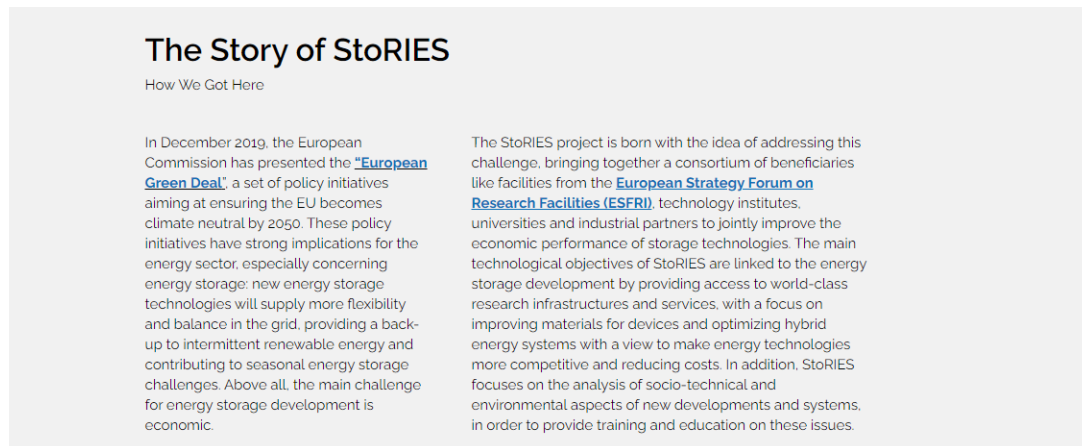 The Story of StoRIES
How We Got Here
In December 2019, the European
Commission has presented the “European
Green Deal”, a set of policy initiatives
aiming at ensuring the EU becomes
climate neutral by 2050. These policy
initiatives have strong implications for the
energy sector, especially concerning
energy storage: new energy storage
technologies will supply more flexibility
and balance in the grid, providing a back-
up to intermittent renewable energy and
contributing to seasonal energy storage
challenges. Above all, the main challenge
for energy storage development is
economic.
The StoRIES project is born with the idea of addressing this
challenge, bringing together a consortium of beneficiaries
like facilities from the European Strategy Forum on
Research Facilities (ESFRI), technology institutes,
universities and industrial partners to jointly improve the
economic performance of storage technologies. The main
technological objectives of StoRIES are linked to the energy
storage development by providing access to world-class
research infrastructures and services, with a focus on
improving materials for devices and optimizing hybrid
energy systems with a view to make energy technologies
more competitive and reducing costs. In addition, StoRIES
focuses on the analysis of socio-technical and
environmental aspects of new developments and systems,
in order to provide training and education on these issues.